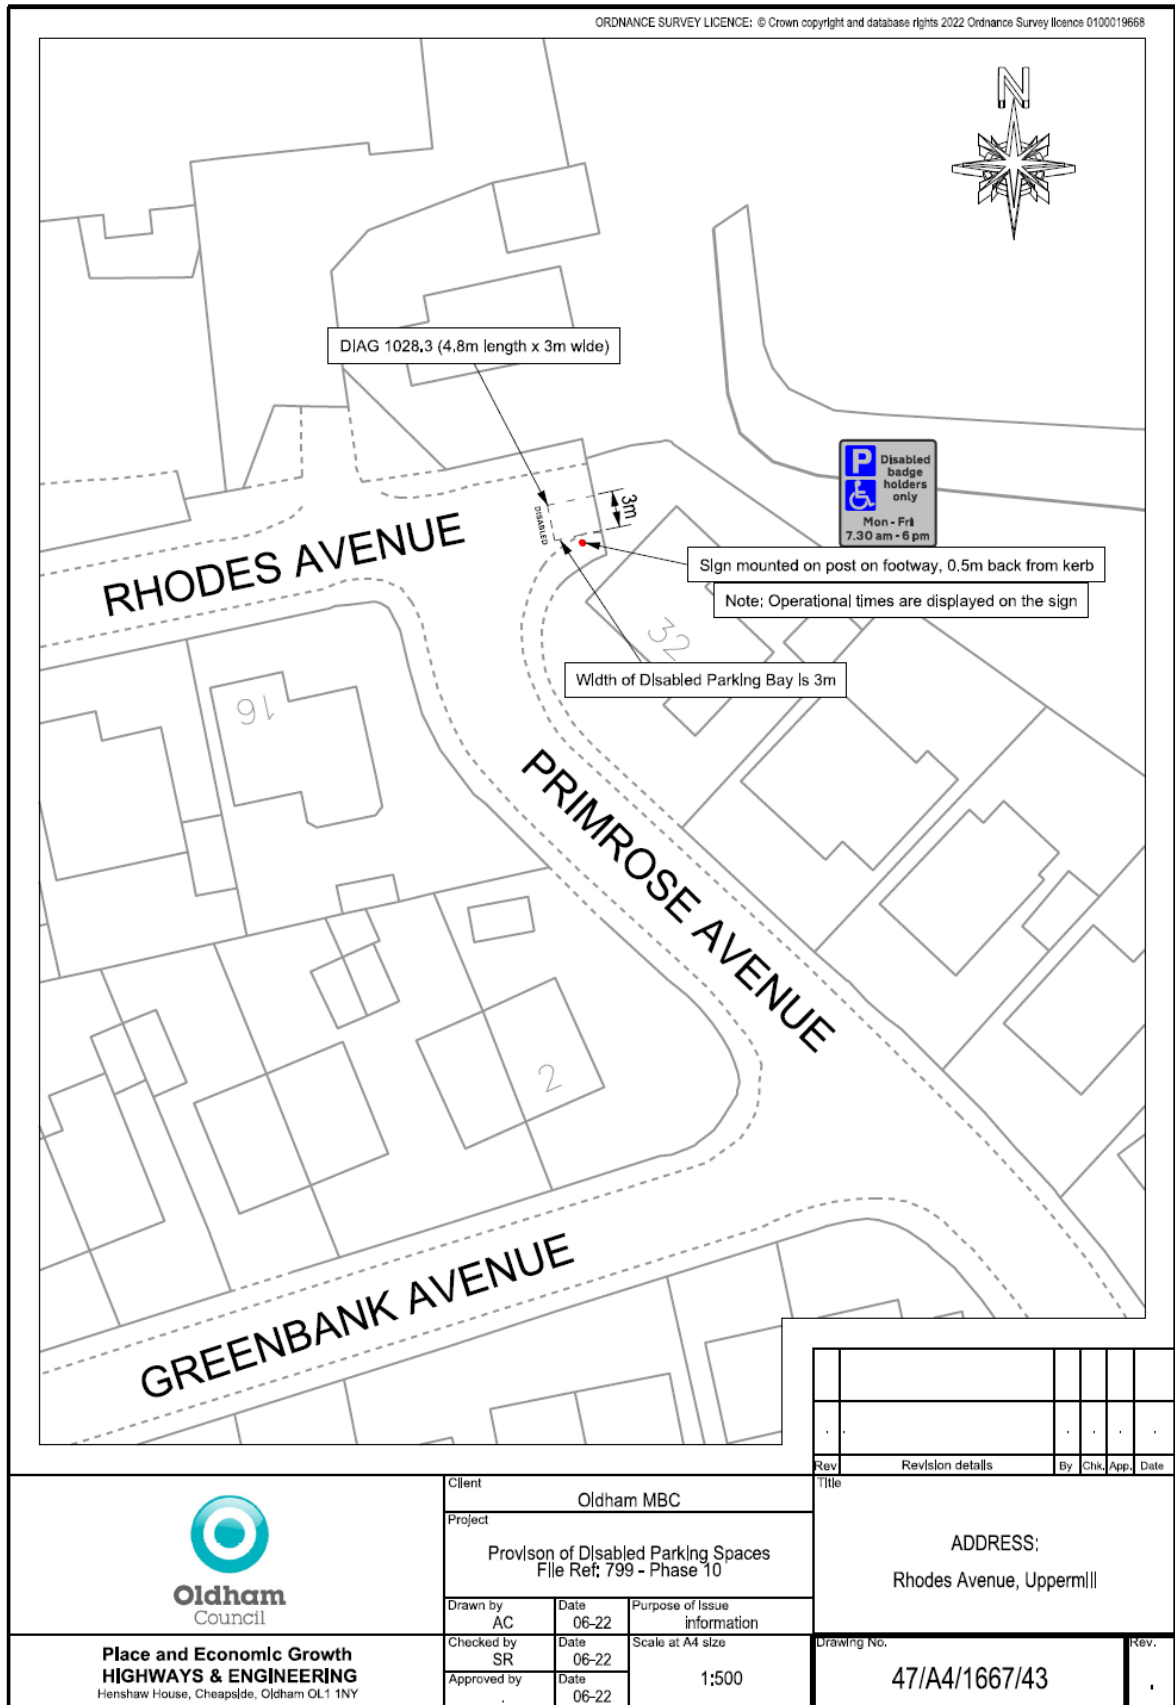 ORDNANCE SURVEY LICENCE: © Crown copyright and database rights 2022 Ordnance Survey licence 0100019668
N
DIAG 1028.3 (4.8m length x 3m wide)
DISABLED
3m
P Disabled
badge
holders
only
Mon - Fri
7.30 am - 6 pm
RHODES AVENUE
Sign mounted on post on footway, 0.5m back from kerb
Note; Operational times are displayed on the sign
32
Width of Disabled Parking Bay is 3m
16
PRIMROSE AVENUE
2
GREENBANK AVENUE
Rev Revision details By Chk. App. Date
Client
Oldham MBC
Project
Provison of Disabled Parking Spaces
File Ref: 799 - Phase 10
Title
ADDRESS:
Rhodes Avenue, Uppermill
Oldham
Council
Drawn by
AC
Date
06-22
Purpose of Issue
information
Place and Economic Growth
HIGHWAYS & ENGINEERING
Henshaw House, Cheapside, Oldham OL1 1NY
Checked by
SR
Date
06-22
Scale at A4 size
1:500
Approved by
.
Date
06-22
Drawing No.
47/A4/1667/43
Rev.
.